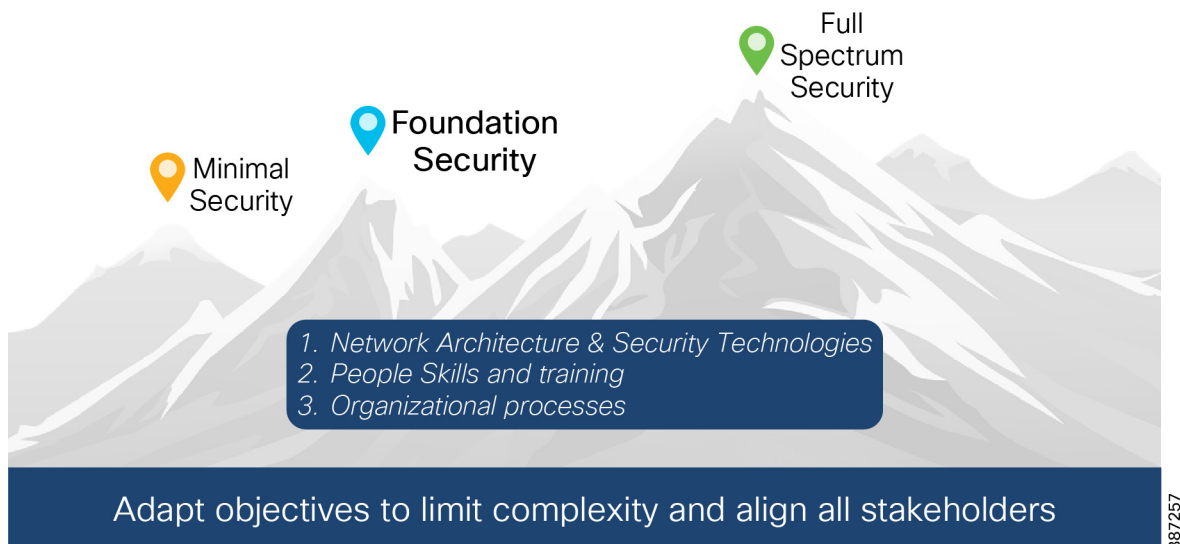 Full
Spectrum
Security
Foundation
Security
Minimal
Security
1. Network Architecture & Security Technologies
2. People Skills and training
3. Organizational processes
Adapt objectives to limit complexity and align all stakeholders
387257